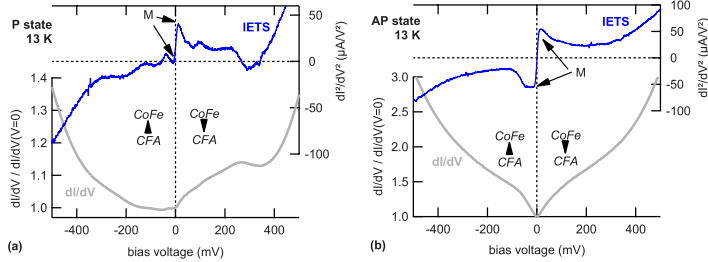 P state
13 K
M
IETS
50
0
-50
-100
dI²/dV² (µA/V²)
1.4
1.3
1.2
1.1
1.0
dI/dV / dI/dV(V=0)
CoFe
CFA
CoFe
CFA
dI/dV
-400
-200
0
200
400
bias voltage (mV)
(a)
AP state
13 K
IETS
M
100
50
0
-50
-100
dI²/dV² (µA/V²)
3.0
2.5
2.0
1.5
1.0
dI/dV / dI/dV(V=0)
CoFe
CFA
CoFe
CFA
dI/dV
-400
-200
0
200
400
bias voltage (mV)
(b)